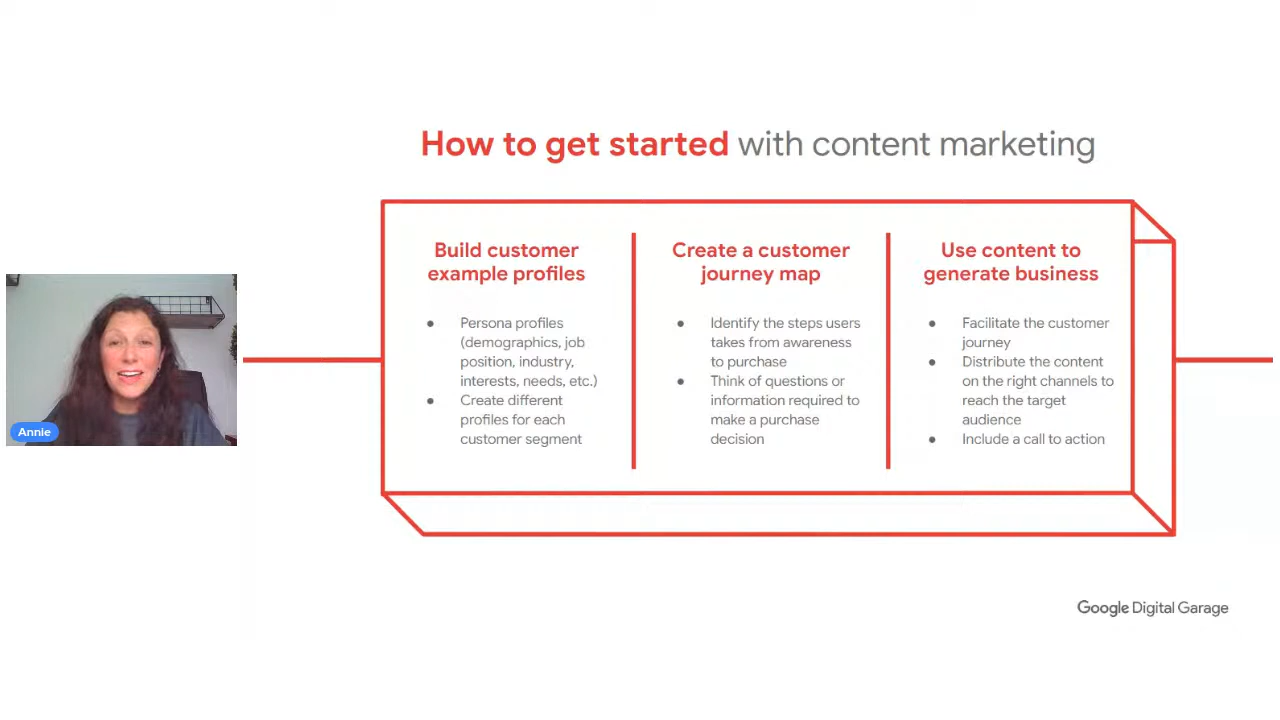 How to get started with content marketing
Build customer
example profiles
Persona profiles
(demographics, job
position, industry,
interests, needs, etc.)
Create different
profiles for each
customer segment
Create a customer
journey map
Identify the steps users
takes from awareness
to purchase
Think of questions or
information required to
make a purchase
decision
Use content to
generate business
Facilitate the customer
journey
Distribute the content
on the right channels to
reach the target
audience
Include a call to action
Annie
Google Digital Garage